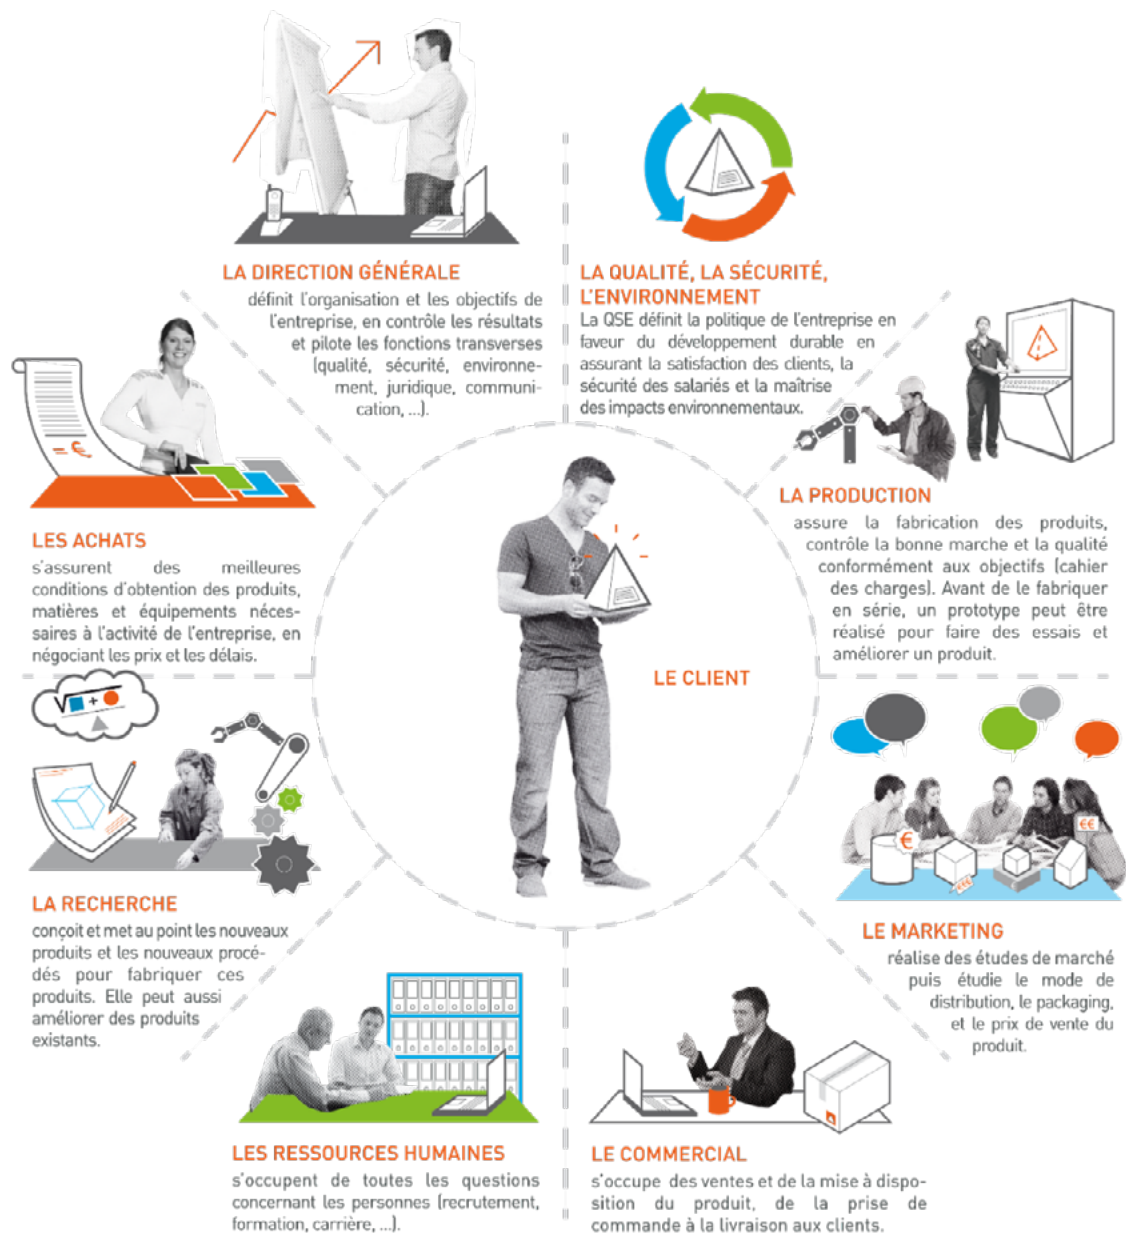 LA DIRECTION GÉNÉRALE
définit l'organisation et les objectifs de
l'entreprise, en contrôle les résultats
et pilote les fonctions transverses
(qualité, sécurité, environne-
ment, juridique, communi-
cation, ...).
LA QUALITÉ, LA SÉCURITÉ,
L'ENVIRONNEMENT
La QSE définit la politique de l'entreprise en
faveur du développement durable en
assurant la satisfaction des clients, la
sécurité des salariés et la maîtrise
des impacts environnementaux.
LES ACHATS
s'assurent des meilleures
conditions d'obtention des produits,
matières et équipements néces-
saires à l'activité de l'entreprise, en
négociant les prix et les délais.
LA PRODUCTION
assure la fabrication des produits,
contrôle la bonne marche et la qualité
conformément aux objectifs (cahier
des charges). Avant de le fabriquer
en série, un prototype peut être
réalisé pour faire des essais et
améliorer un produit.
LE CLIENT
LA RECHERCHE
conçoit et met au point les nouveaux
produits et les nouveaux procé-
dés pour fabriquer ces
produits. Elle peut aussi
améliorer des produits
existants.
LE MARKETING
réalise des études de marché
puis étudie le mode de
distribution, le packaging,
et le prix de vente du
produit.
LES RESSOURCES HUMAINES
s'occupent de toutes les questions
concernant les personnes (recrutement,
formation, carrière, ...).
LE COMMERCIAL
s'occupe des ventes et de la mise à dispo-
sition du produit, de la prise de
commande à la livraison aux clients.
= €
€
€€
€€€